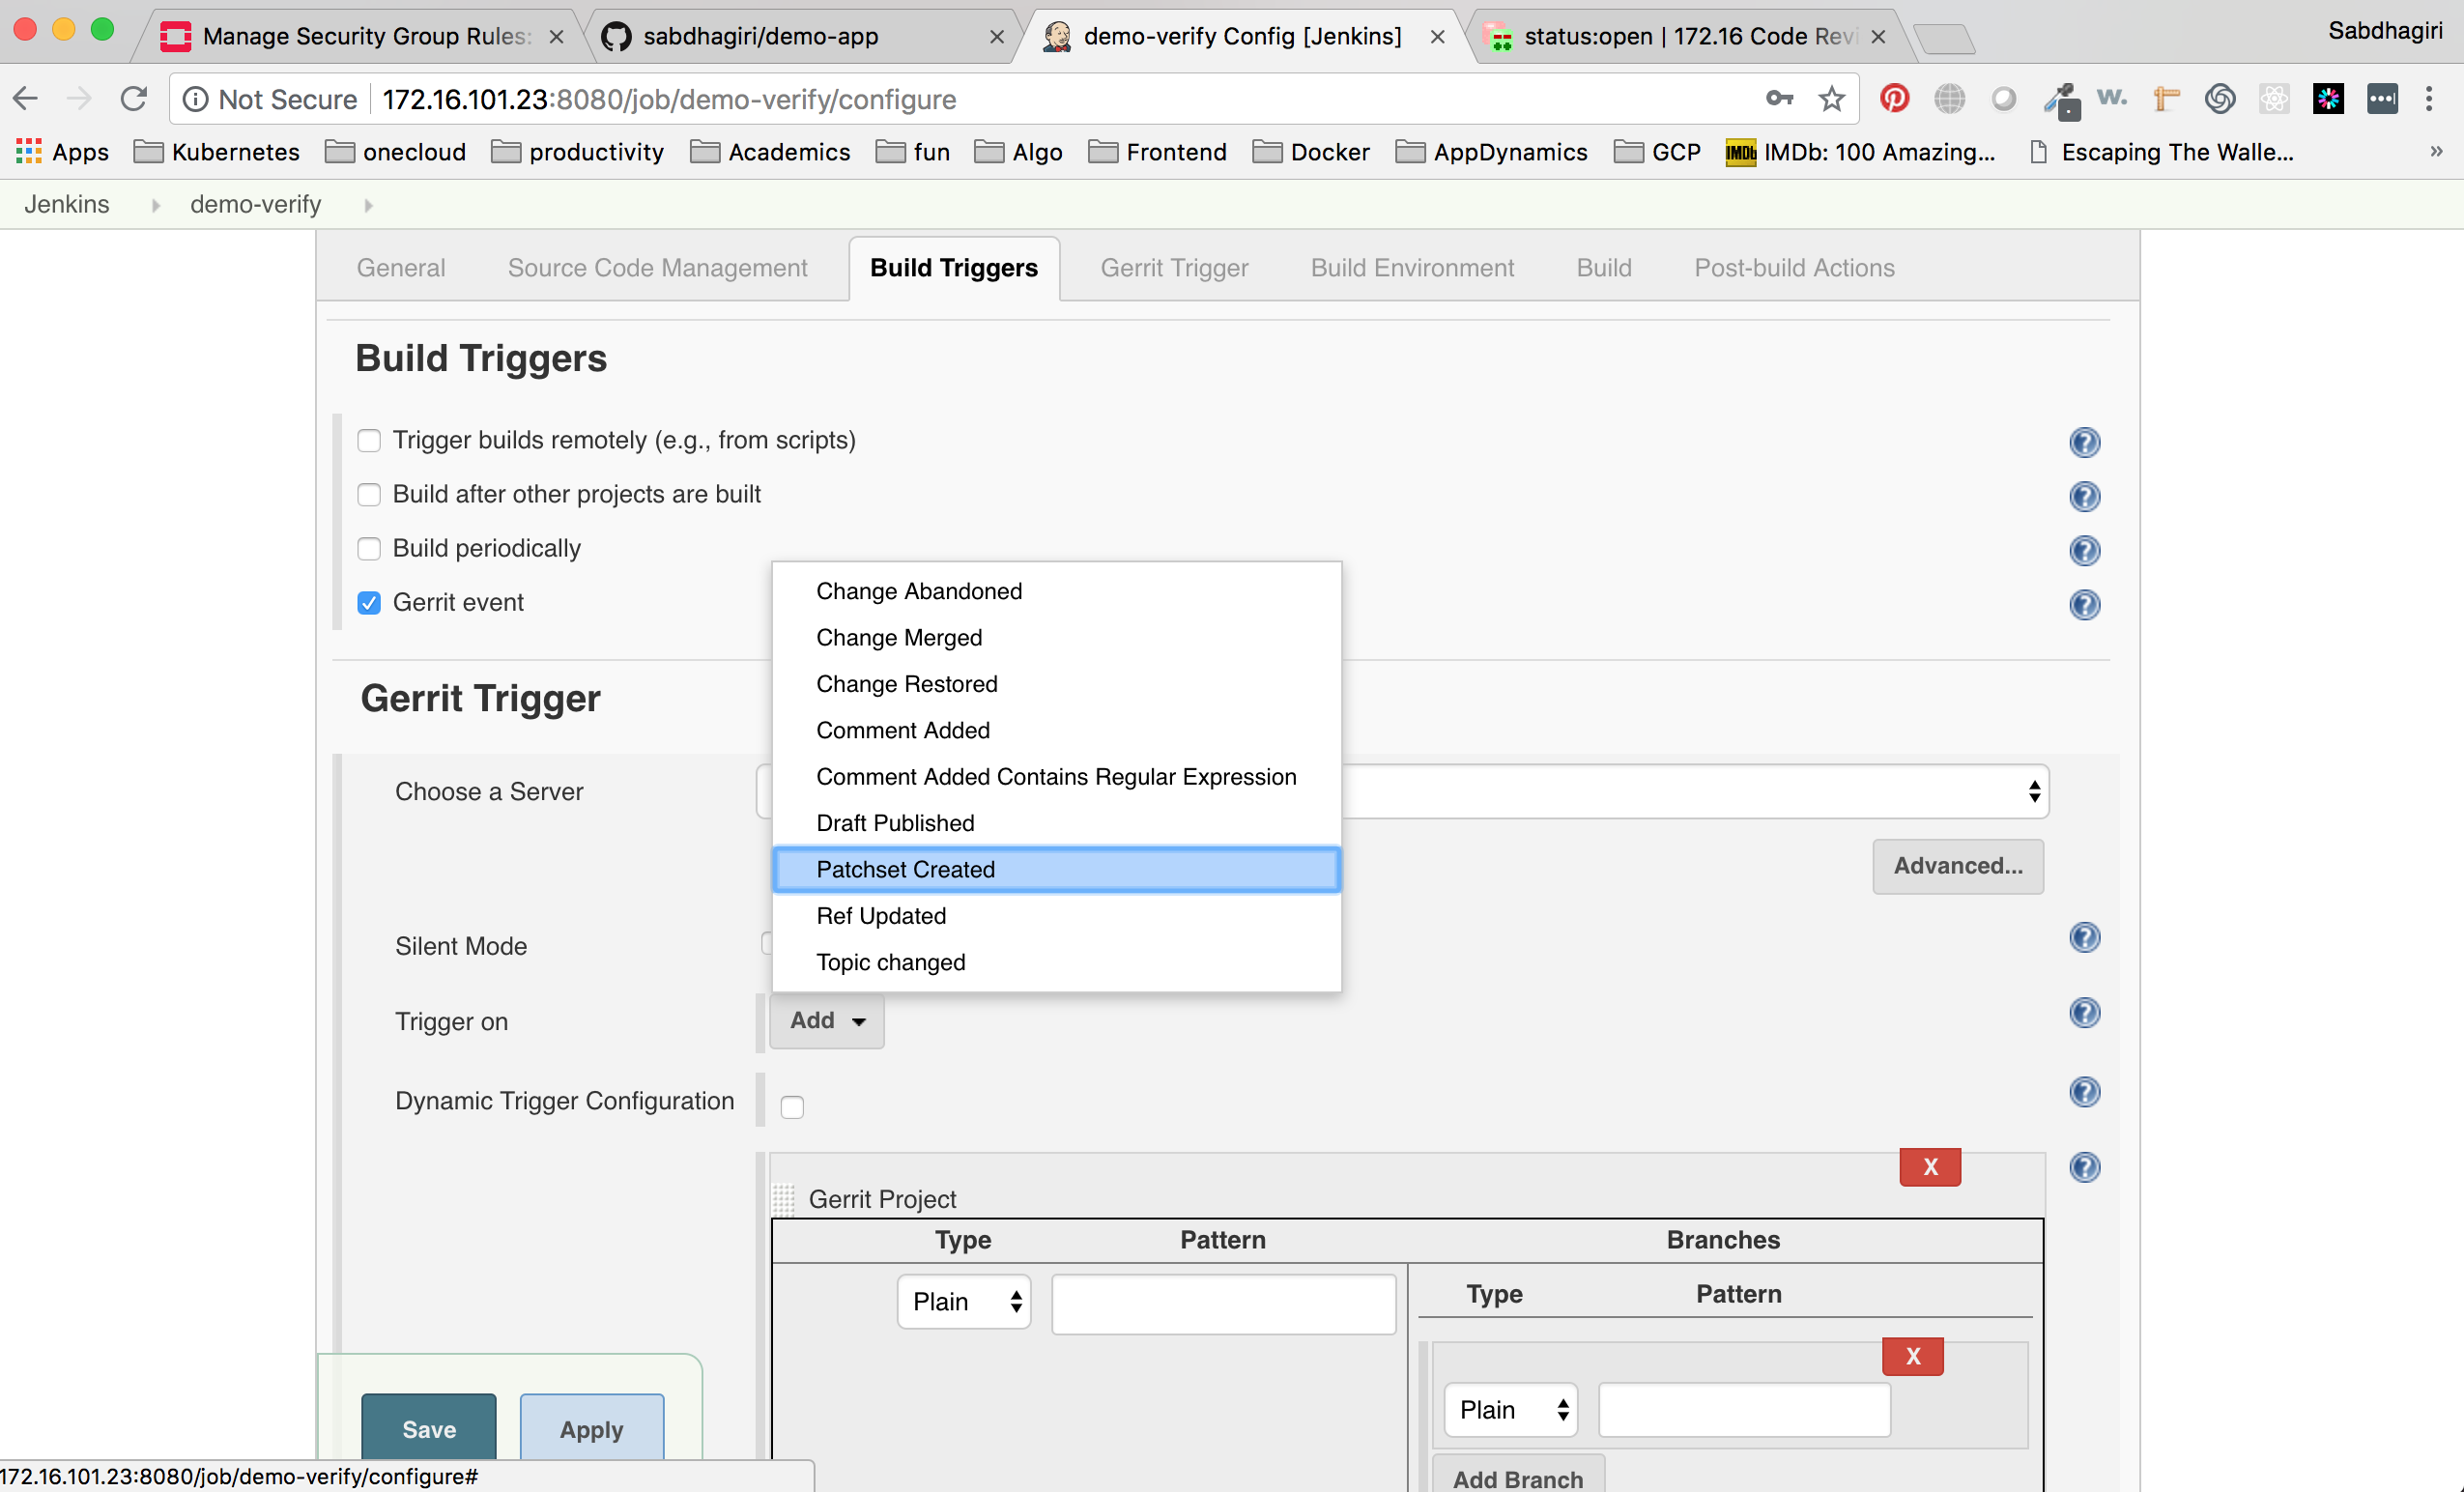 Manage Security Group Rules:
sabdhagiri/demo-app
demo-verify Config [Jenkins]
status:open | 172.16 Code Revi
Sabdhagiri
Not Secure
172.16.101.23:8080/job/demo-verify/configure
w.
Apps
Kubernetes
onecloud
productivity
Academics
fun
Algo
Frontend
Docker
AppDynamics
GCP
IMDb
IMDb: 100 Amazing...
Escaping The Walle...
»
Jenkins
demo-verify
General
Source Code Management
Build Triggers
Gerrit Trigger
Build Environment
Build
Post-build Actions
Build Triggers
Trigger builds remotely (e.g., from scripts)
Build after other projects are built
Build periodically
Gerrit event
Change Abandoned
Change Merged
Change Restored
Comment Added
Comment Added Contains Regular Expression
Draft Published
Patchset Created
Ref Updated
Topic changed
Gerrit Trigger
Choose a Server
Advanced...
Silent Mode
Trigger on
Add
Dynamic Trigger Configuration
X
Gerrit Project
Type Pattern Branches
Plain
Type Pattern
X
Plain
Add Branch
Save
Apply
172.16.101.23:8080/job/demo-verify/configure#